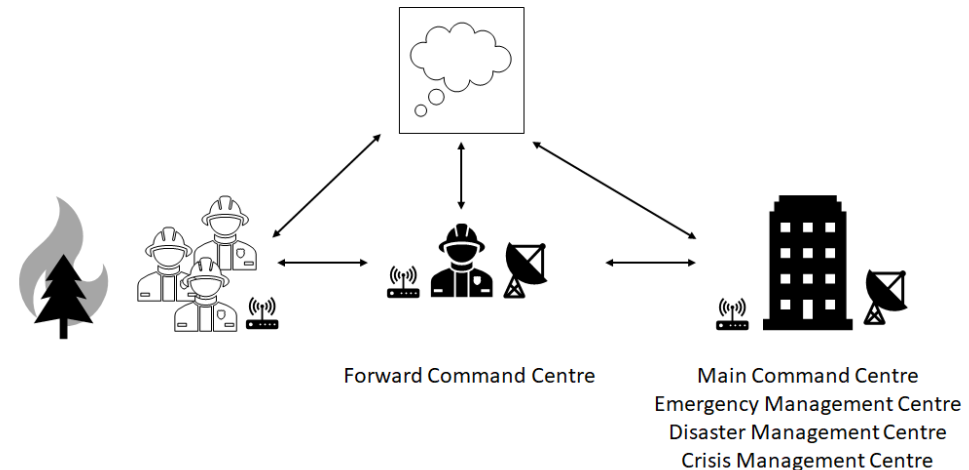 Forward Command Centre
Main Command Centre
Emergency Management Centre
Disaster Management Centre
Crisis Management Centre